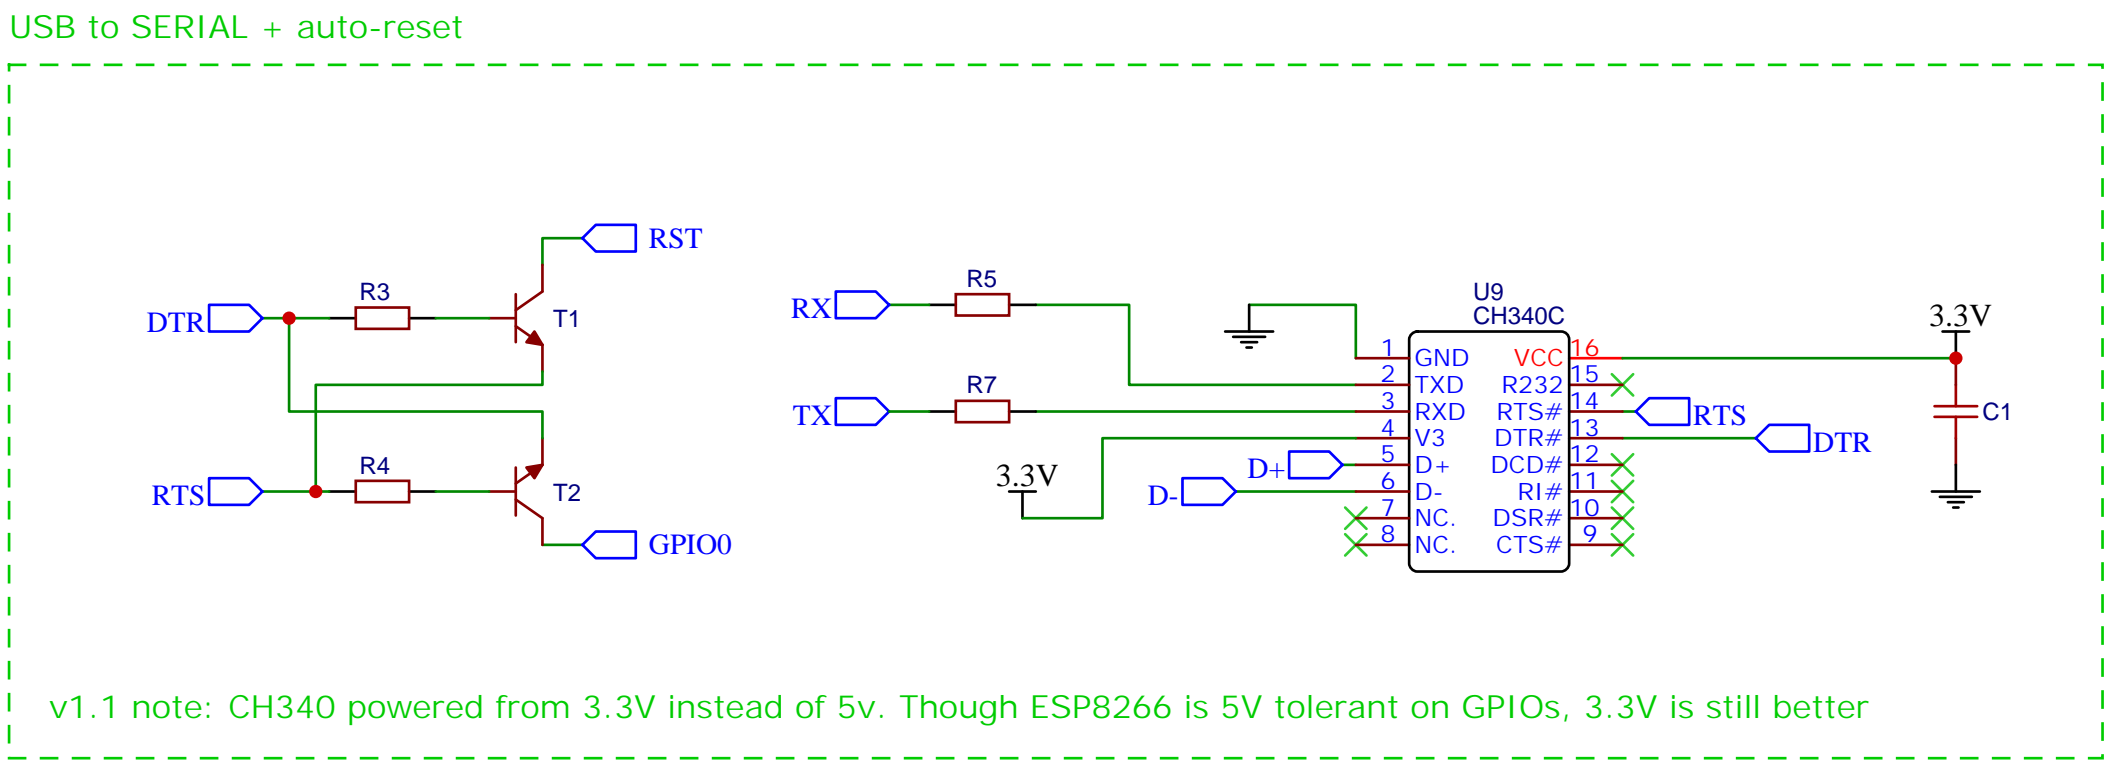 USB to SERIAL + auto-reset
RST
R3
DTR
T1
R4
RTS
T2
GPIO0
R5
RX
R7
TX
3.3V
D+
D-
U9
CH340C
1 GND
2 TXD
3 RXD
4 V3
5 D+
6 D-
7 NC.
8 NC.
VCC 16
R232 15
RTS# 14
DTR# 13
DCD# 12
RI# 11
DSR# 10
CTS# 9
RTS
DTR
3.3V
C1
v1.1 note: CH340 powered from 3.3V instead of 5v. Though ESP8266 is 5V tolerant on GPIOs, 3.3V is still better